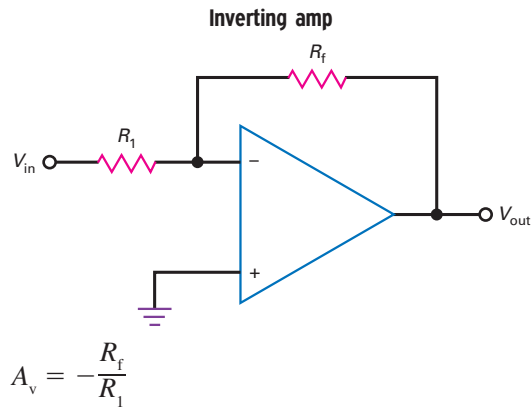 Inverting amp
Rf
R1
Vin
−
+
Vout
Av = − Rf/R1